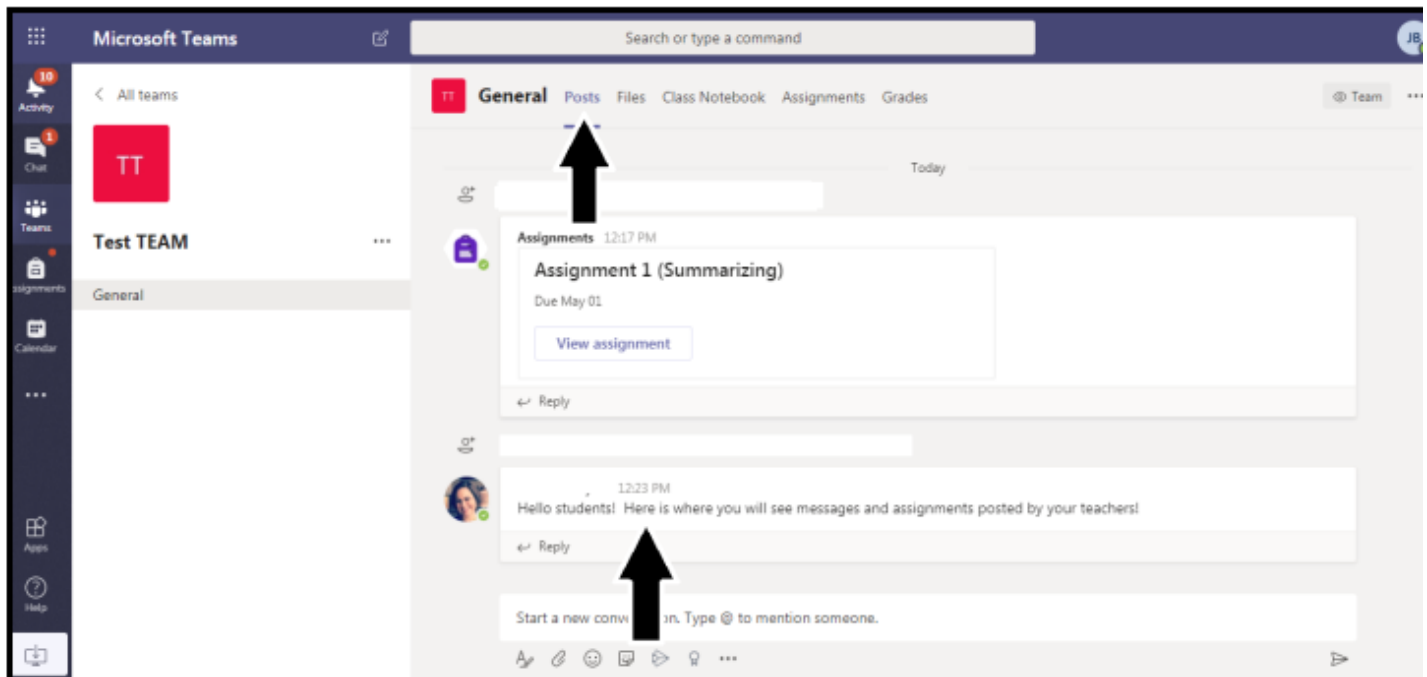 Microsoft Teams
Search or type a command
JB
10
Activity
1
Chat
Teams
ssignments
Calendar
Apps
Help
All teams
TT
Test TEAM
General
TT
General Posts Files Class Notebook Assignments Grades
Team
Today
Assignments 12:17 PM
Assignment 1 (Summarizing)
Due May 01
View assignment
Reply
12:23 PM
Hello students! Here is where you will see messages and assignments posted by your teachers!
Reply
Start a new conv on. Type @ to mention someone.